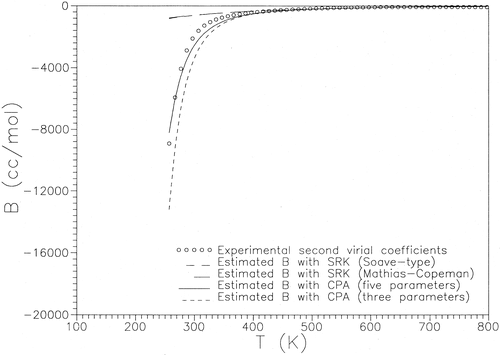 0
−4000
−8000
−12000
−16000
−20000
B (cc/mol)
Experimental second virial coefficients
Estimated B with SRK (Soave-type)
Estimated B with SRK (Mathias-Copeman)
Estimated B with CPA (five parameters)
Estimated B with CPA (three parameters)
100 200 300 400 500 600 700 800
T (K)